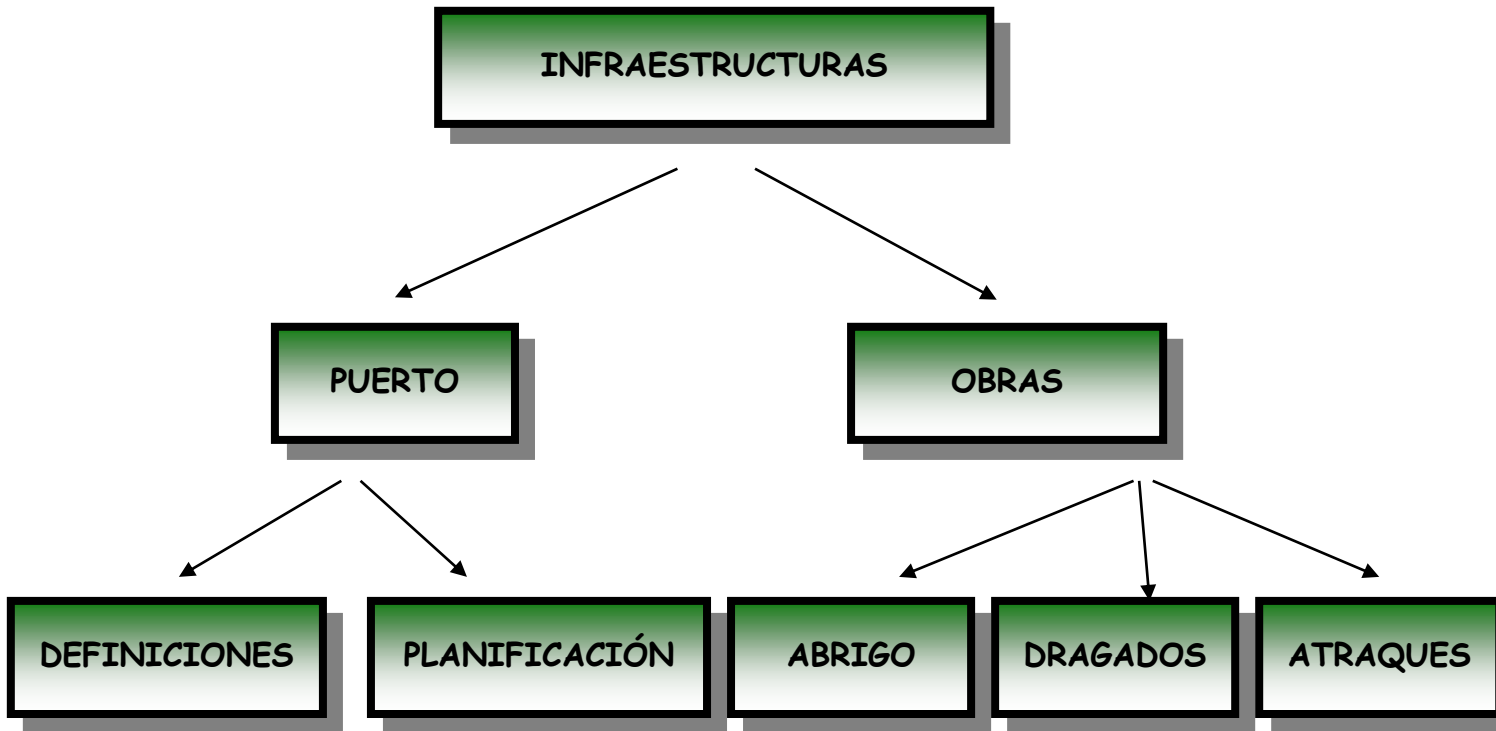 INFRAESTRUCTURAS
PUERTO
OBRAS
DEFINICIONES
PLANIFICACIÓN
ABRIGO
DRAGADOS
ATRAQUES